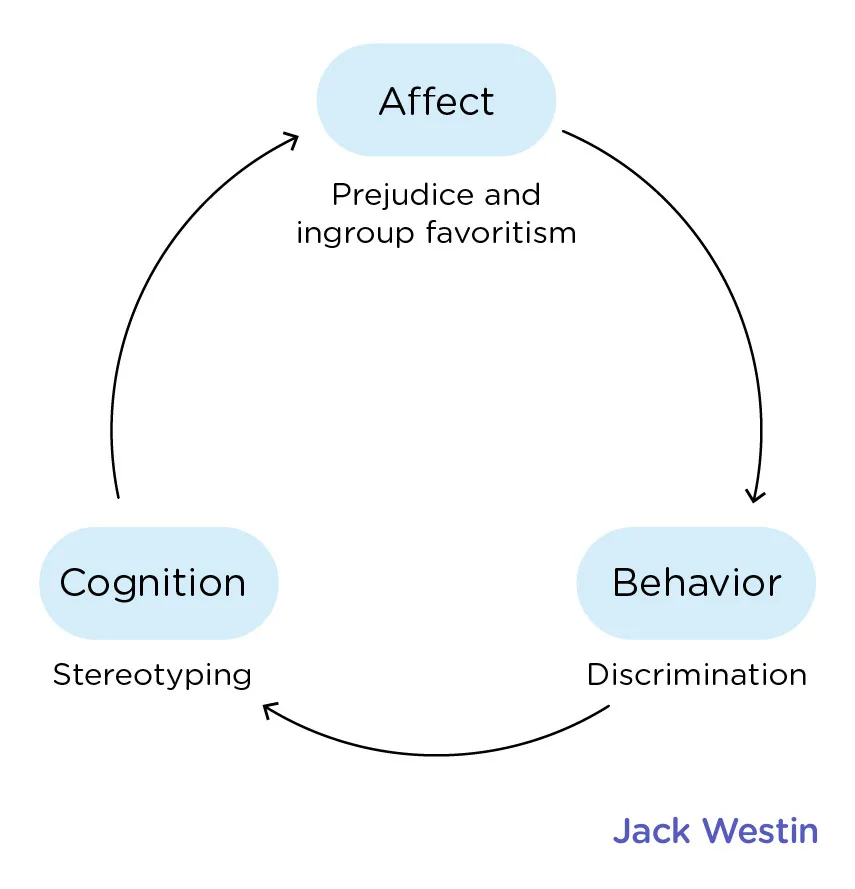 Affect
Prejudice and
ingroup favoritism
Cognition
Behavior
Stereotyping
Discrimination
Jack Westin